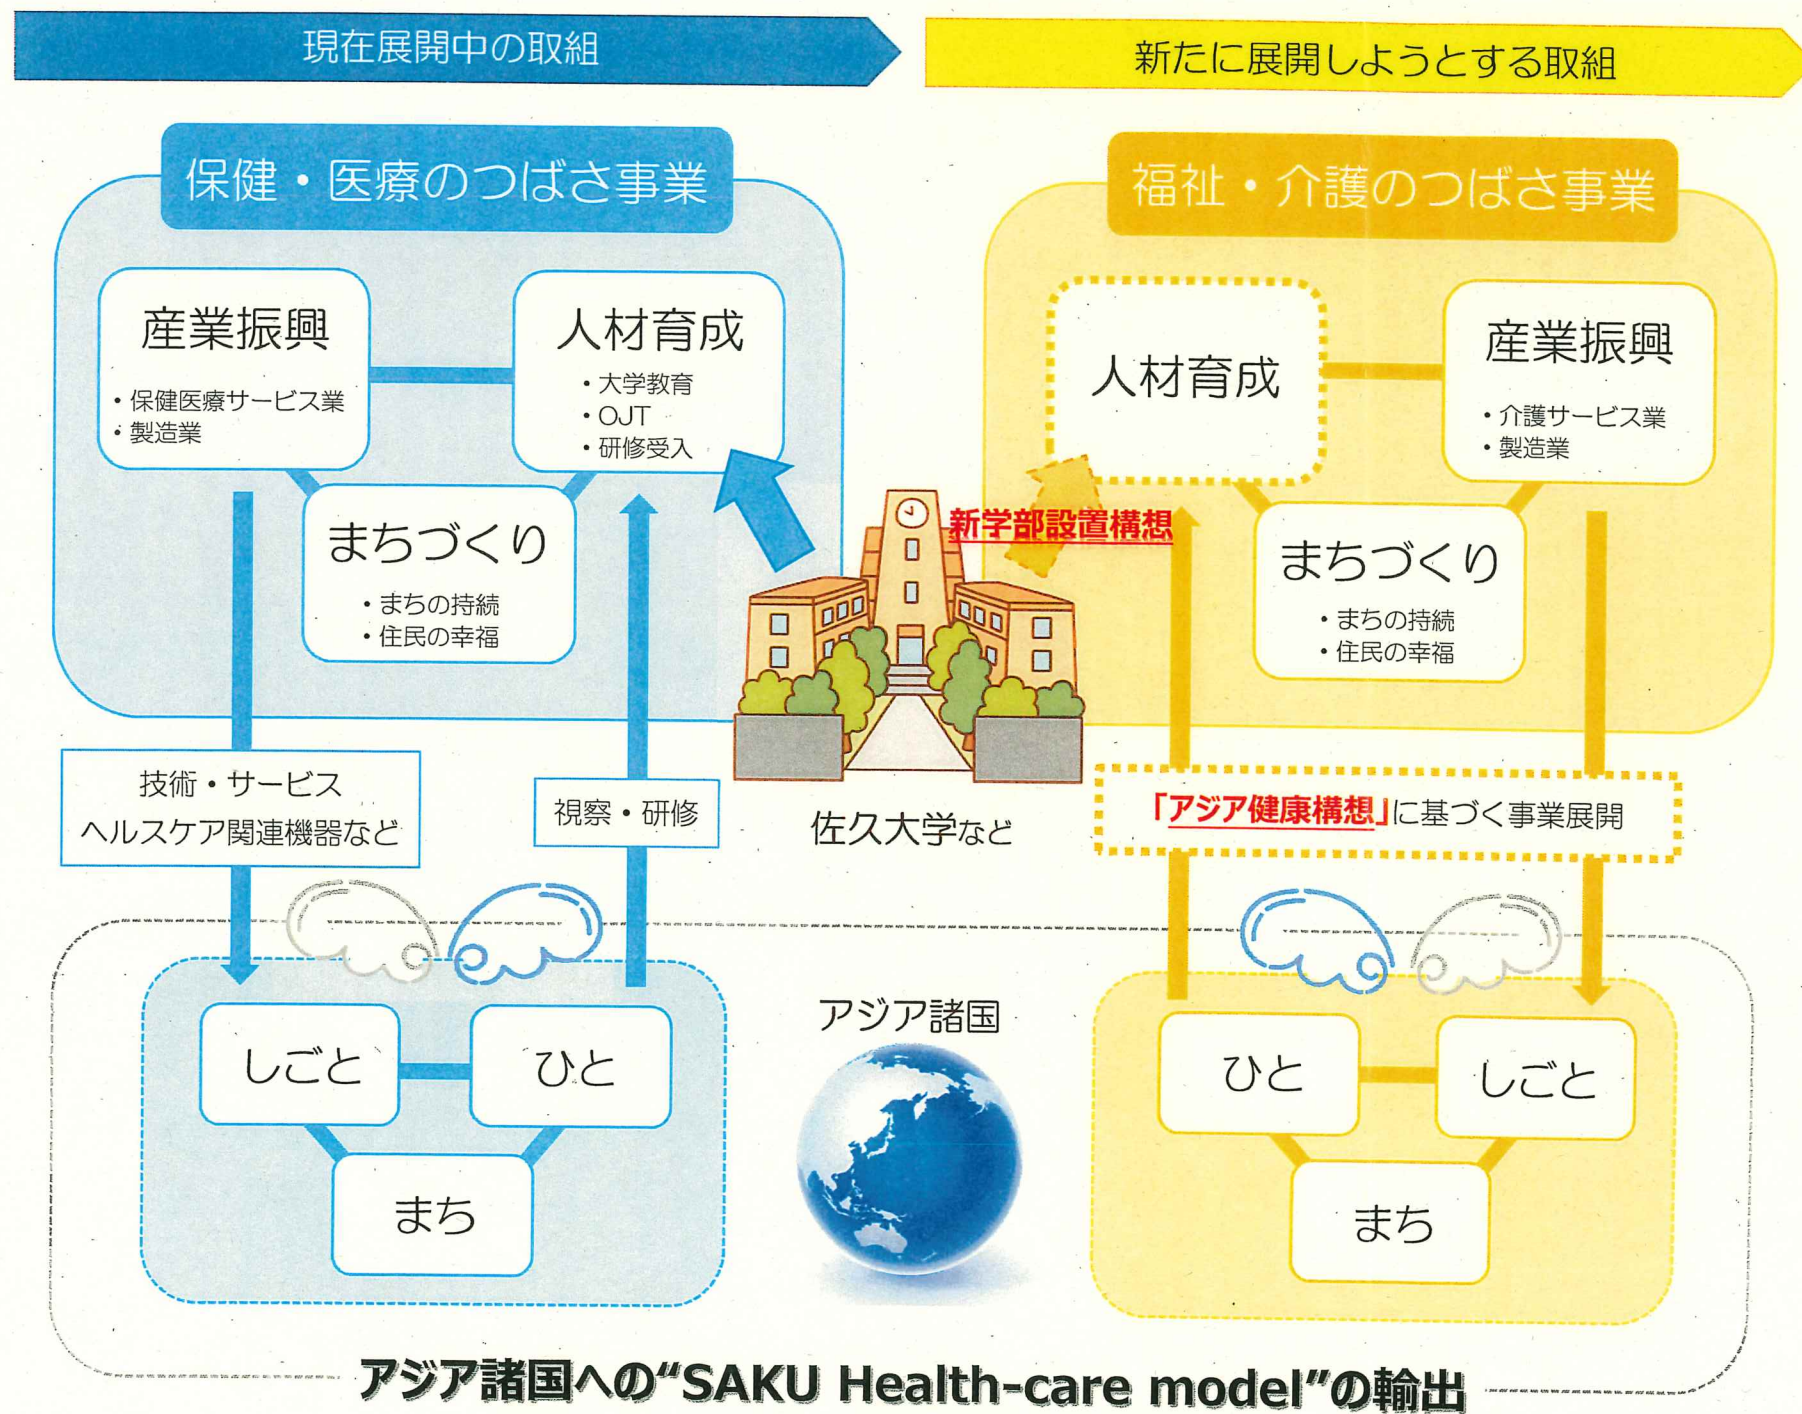 現在展開中の取組
新たに展開しようとする取組
保健・医療のつばさ事業
産業振興
・保健医療サービス業
・製造業
人材育成
・大学教育
・OJT
・研修受入
まちづくり
・まちの持続
・住民の幸福
福祉・介護のつばさ事業
人材育成
産業振興
・介護サービス業
・製造業
まちづくり
・まちの持続
・住民の幸福
新学部設置構想
佐久大学など
技術・サービス
ヘルスケア関連機器など
視察・研修
「アジア健康構想」に基づく事業展開
しごと
ひと
まち
アジア諸国
ひと
しごと
まち
アジア諸国への“SAKU Health-care model”の輸出